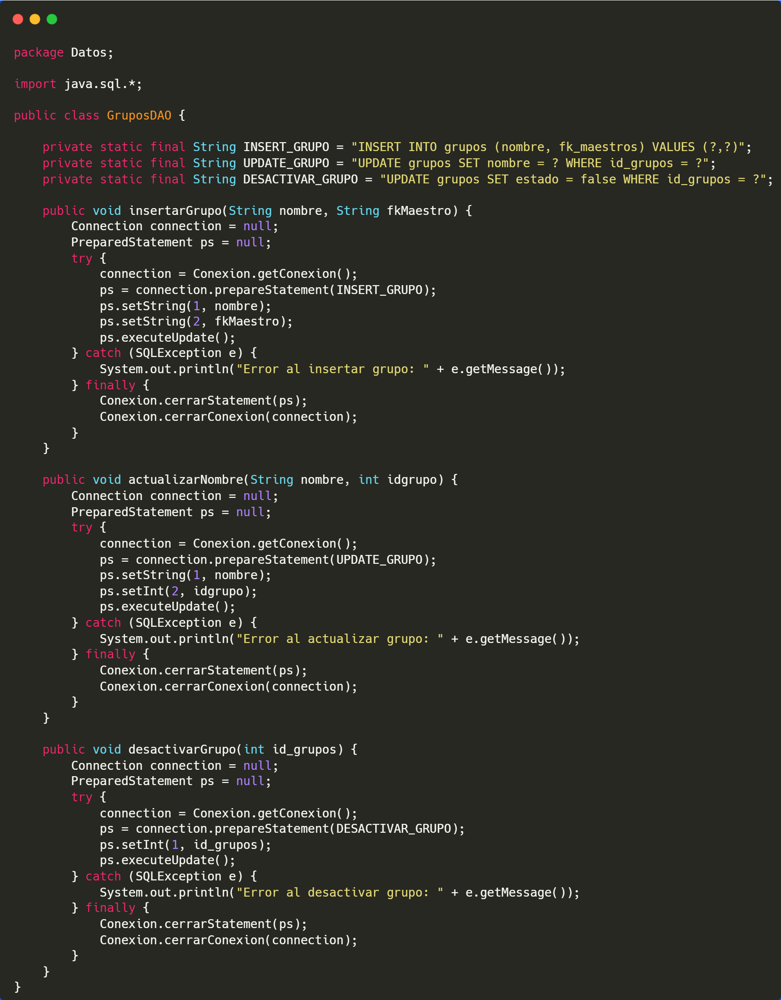 package Datos;

import java.sql.*;

public class GruposDAO {

    private static final String INSERT_GRUPO = "INSERT INTO grupos (nombre, fk_maestros) VALUES (?,?)";
    private static final String UPDATE_GRUPO = "UPDATE grupos SET nombre = ? WHERE id_grupos = ?";
    private static final String DESACTIVAR_GRUPO = "UPDATE grupos SET estado = false WHERE id_grupos = ?";

    public void insertarGrupo(String nombre, String fkMaestro) {
        Connection connection = null;
        PreparedStatement ps = null;
        try {
            connection = Conexion.getConexion();
            ps = connection.prepareStatement(INSERT_GRUPO);
            ps.setString(1, nombre);
            ps.setString(2, fkMaestro);
            ps.executeUpdate();
        } catch (SQLException e) {
            System.out.println("Error al insertar grupo: " + e.getMessage());
        } finally {
            Conexion.cerrarStatement(ps);
            Conexion.cerrarConexion(connection);
        }
    }

    public void actualizarNombre(String nombre, int idgrupo) {
        Connection connection = null;
        PreparedStatement ps = null;
        try {
            connection = Conexion.getConexion();
            ps = connection.prepareStatement(UPDATE_GRUPO);
            ps.setString(1, nombre);
            ps.setInt(2, idgrupo);
            ps.executeUpdate();
        } catch (SQLException e) {
            System.out.println("Error al actualizar grupo: " + e.getMessage());
        } finally {
            Conexion.cerrarStatement(ps);
            Conexion.cerrarConexion(connection);
        }
    }

    public void desactivarGrupo(int id_grupos) {
        Connection connection = null;
        PreparedStatement ps = null;
        try {
            connection = Conexion.getConexion();
            ps = connection.prepareStatement(DESACTIVAR_GRUPO);
            ps.setInt(1, id_grupos);
            ps.executeUpdate();
        } catch (SQLException e) {
            System.out.println("Error al desactivar grupo: " + e.getMessage());
        } finally {
            Conexion.cerrarStatement(ps);
            Conexion.cerrarConexion(connection);
        }
    }
}